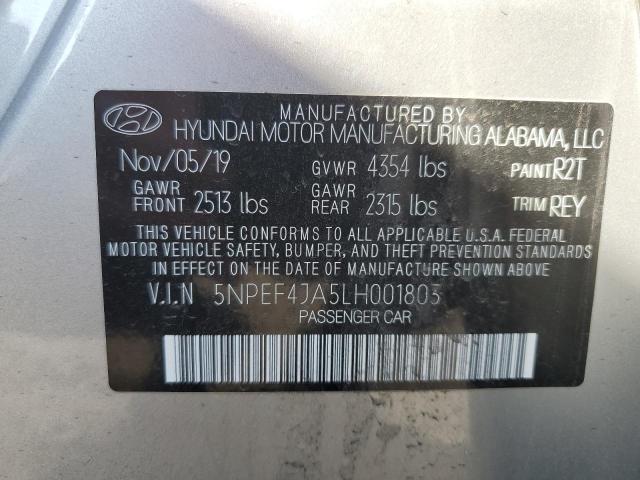 MANUFACTURED BY
HYUNDAI MOTOR MANUFACTURING ALABAMA, LLC
Nov/05/19 GVWR 4354 lbs PAINT R2T
GAWR FRONT 2513 lbs GAWR REAR 2315 lbs TRIM REY
THIS VEHICLE CONFORMS TO ALL APPLICABLE U.S.A. FEDERAL
MOTOR VEHICLE SAFETY, BUMPER, AND THEFT PREVENTION STANDARDS IN
EFFECT ON THE DATE OF MANUFACTURE SHOWN ABOVE.
V.I.N 5NPEF4JA5LH001803
PASSENGER CAR